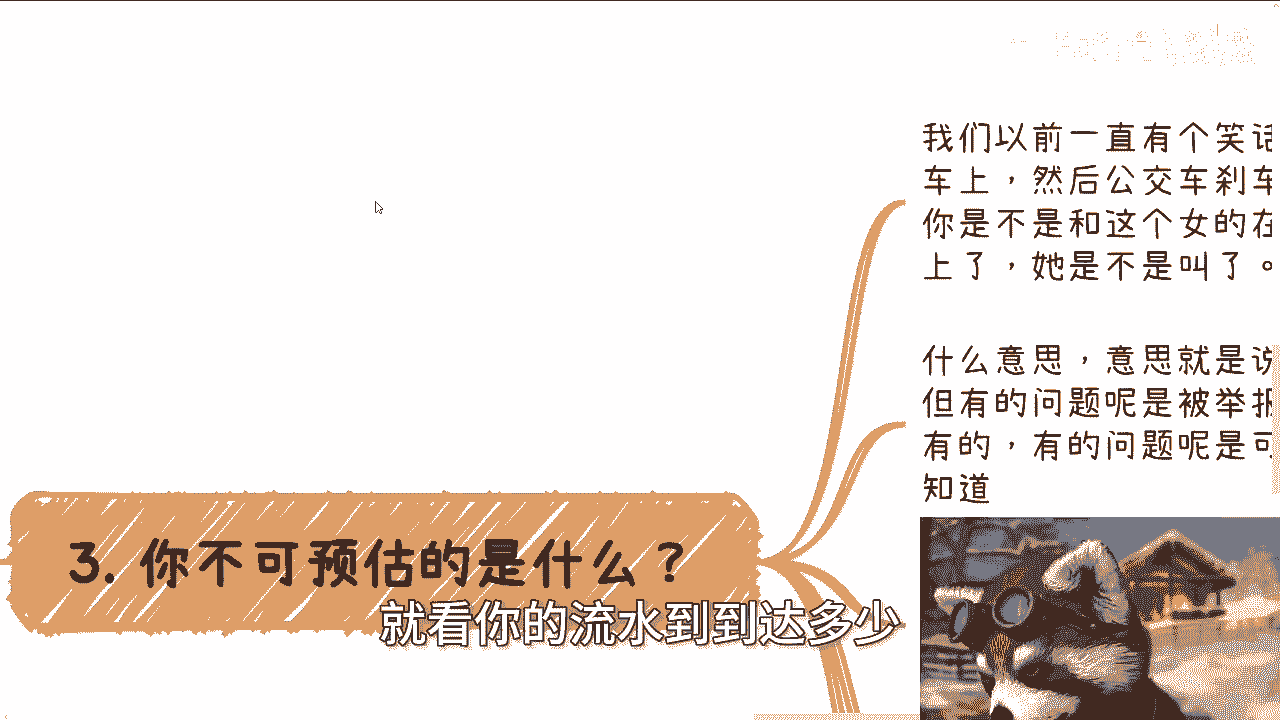 我们以前一直有个笑话
车上，然后公交车刹车
你是不是和这个女的在
上了，她是不是叫了。
什么意思，意思就是说
但有的问题呢是被举报
有的，有的问题呢是可
知道
3. 你不可预估的是什么？
就看你的流水到到达多少